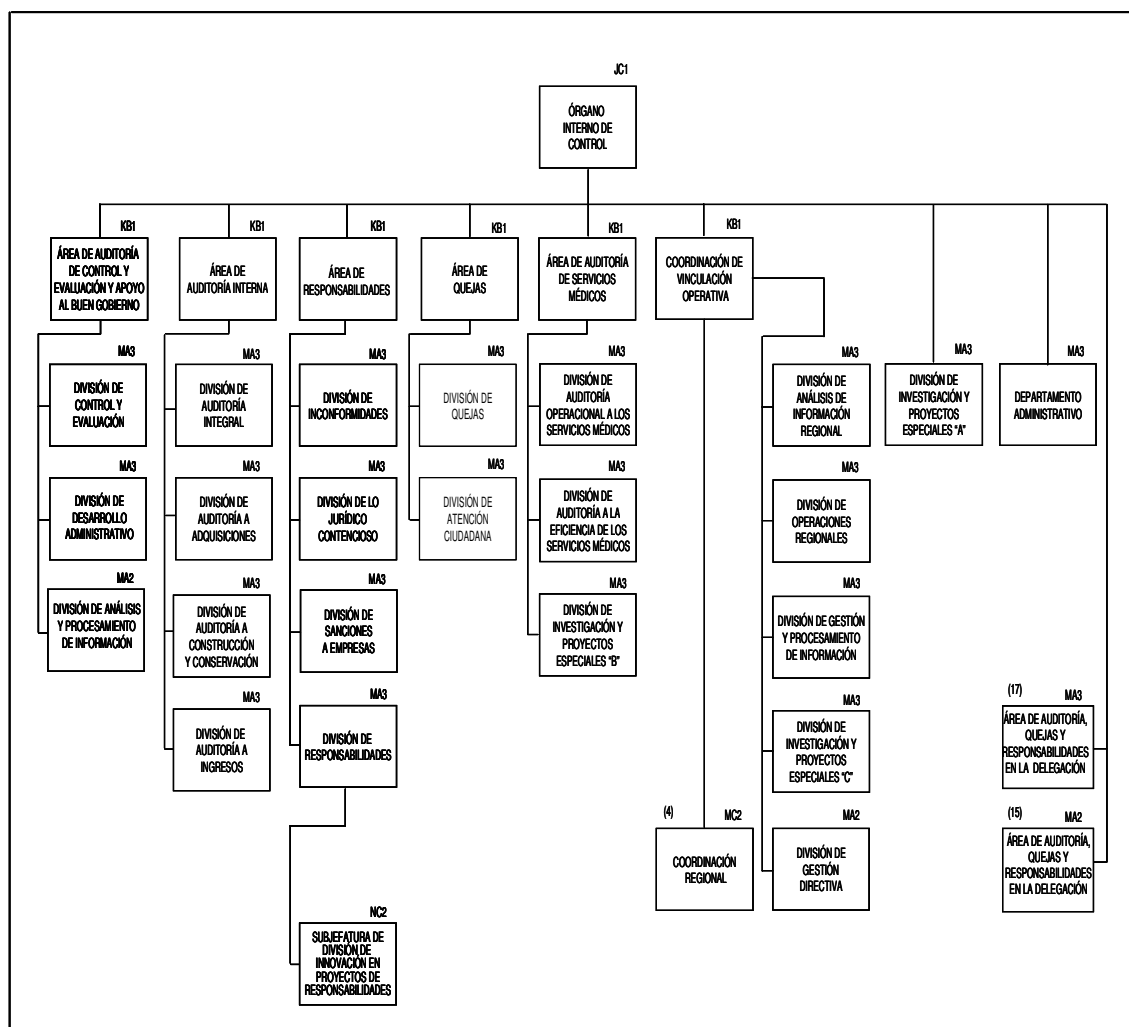 JC1
ÓRGANO
INTERNO DE
CONTROL
KB1
ÁREA DE AUDITORÍA
DE CONTROL Y
EVALUACIÓN Y APOYO
AL BUEN GOBIERNO
MA3
DIVISIÓN DE
CONTROL Y
EVALUACIÓN
MA3
DIVISIÓN DE
DESARROLLO
ADMINISTRATIVO
MA2
DIVISIÓN DE ANÁLISIS
Y PROCESAMIENTO
DE INFORMACIÓN
KB1
ÁREA DE
AUDITORÍA INTERNA
MA3
DIVISIÓN DE
AUDITORÍA
INTEGRAL
MA3
DIVISIÓN DE
AUDITORÍA A
ADQUISICIONES
MA3
DIVISIÓN DE
AUDITORÍA A
CONSTRUCCIÓN
Y CONSERVACIÓN
MA3
DIVISIÓN DE
AUDITORÍA A
INGRESOS
KB1
ÁREA DE
RESPONSABILIDADES
MA3
DIVISIÓN DE
INCONFORMIDADES
MA3
DIVISIÓN DE LO
JURÍDICO
CONTENCIOSO
MA3
DIVISIÓN DE
SANCIONES
A EMPRESAS
MA3
DIVISIÓN DE
RESPONSABILIDADES
NC2
SUBJEFATURA DE
DIVISIÓN DE
INNOVACIÓN EN
PROYECTOS DE
RESPONSABILIDADES
KB1
ÁREA DE
QUEJAS
MA3
DIVISIÓN DE
QUEJAS
MA3
DIVISIÓN DE
ATENCIÓN
CIUDADANA
KB1
ÁREA DE AUDITORÍA
DE SERVICIOS
MÉDICOS
MA3
DIVISIÓN DE
AUDITORÍA
OPERACIONAL A LOS
SERVICIOS MÉDICOS
MA3
DIVISIÓN DE
AUDITORÍA A LA
EFICIENCIA DE LOS
SERVICIOS MÉDICOS
MA3
DIVISIÓN DE
INVESTIGACIÓN Y
PROYECTOS
ESPECIALES "B"
KB1
COORDINACIÓN DE
VINCULACIÓN
OPERATIVA
(4) MC2
COORDINACIÓN
REGIONAL
MA3
DIVISIÓN DE
ANÁLISIS DE
INFORMACIÓN
REGIONAL
MA3
DIVISIÓN DE
OPERACIONES
REGIONALES
MA3
DIVISIÓN DE GESTIÓN
Y PROCESAMIENTO
DE INFORMACIÓN
MA3
DIVISIÓN DE
INVESTIGACIÓN Y
PROYECTOS
ESPECIALES "C"
MA2
DIVISIÓN DE
GESTIÓN
DIRECTIVA
MA3
DIVISIÓN DE
INVESTIGACIÓN Y
PROYECTOS
ESPECIALES "A"
MA3
DEPARTAMENTO
ADMINISTRATIVO
(17) MA3
ÁREA DE AUDITORÍA,
QUEJAS Y
RESPONSABILIDADES
EN LA DELEGACIÓN
(15) MA2
ÁREA DE AUDITORÍA,
QUEJAS Y
RESPONSABILIDADES
EN LA DELEGACIÓN